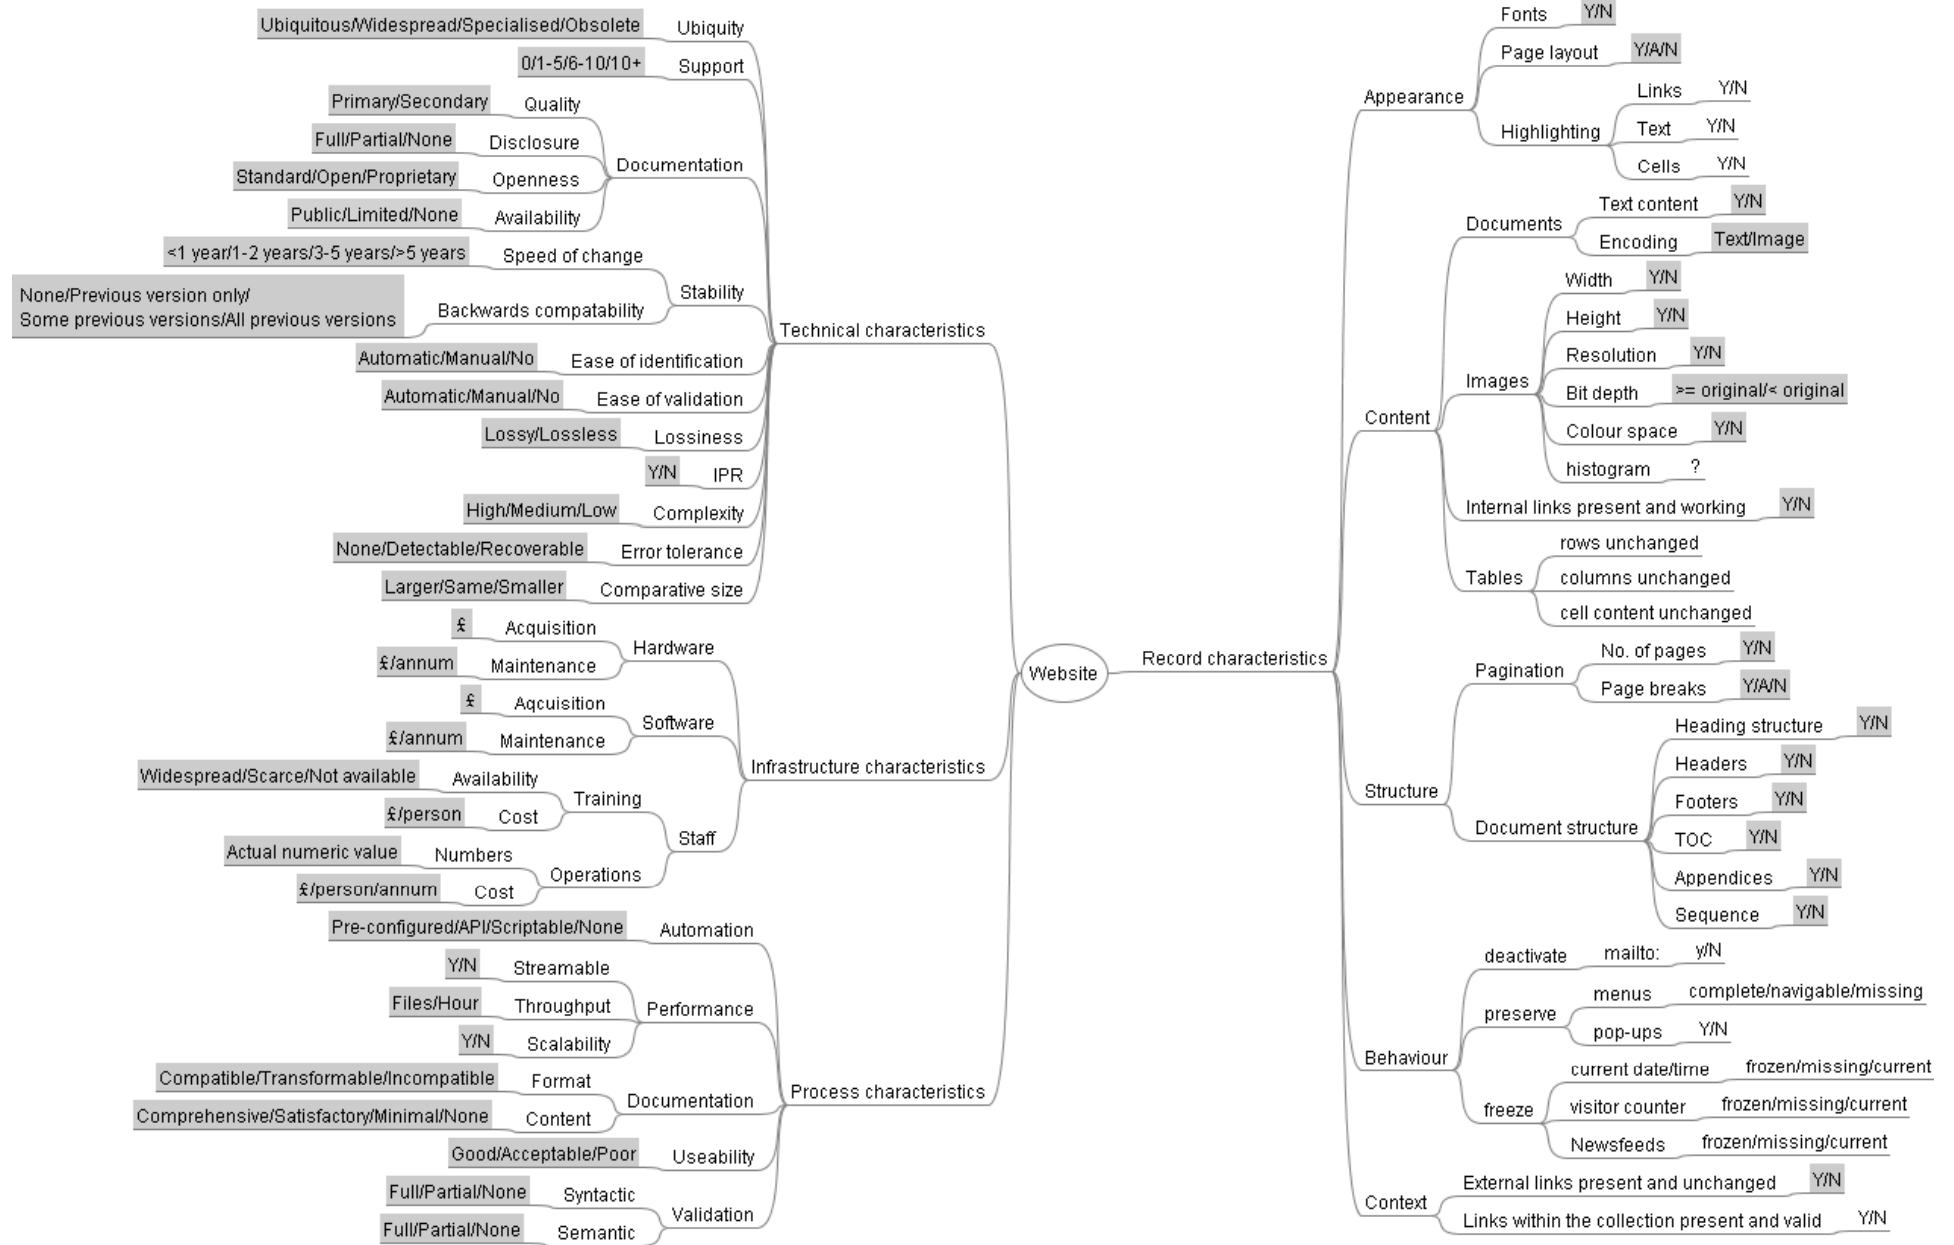 Ubiquitous/Widespread/Specialised/Obsolete Ubiquity
0/1-5/6-10/10+ Support
Primary/Secondary Quality
Full/Partial/None Disclosure
Documentation
Standard/Open/Proprietary Openness
Public/Limited/None Availability
<1 year/1-2 years/3-5 years/>5 years Speed of change
Stability
None/Previous version only/
Some previous versions/All previous versions
Backwards compatability
Technical characteristics
Automatic/Manual/No Ease of identification
Automatic/Manual/No Ease of validation
Lossy/Lossless Lossiness
Y/N IPR
High/Medium/Low Complexity
None/Detectable/Recoverable Error tolerance
Larger/Same/Smaller Comparative size
£ Acquisition
Hardware
£/annum Maintenance
£ Aqcuisition
Software
£/annum Maintenance
Infrastructure characteristics
Widespread/Scarce/Not available Availability
Training
£/person Cost
Staff
Actual numeric value Numbers
Operations
£/person/annum Cost
Pre-configured/API/Scriptable/None Automation
Y/N Streamable
Files/Hour Throughput
Performance
Y/N Scalability
Compatible/Transformable/Incompatible Format
Process characteristics
Documentation
Comprehensive/Satisfactory/Minimal/None Content
Good/Acceptable/Poor Useability
Full/Partial/None Syntactic
Validation
Full/Partial/None Semantic
Website
Record characteristics
Fonts Y/N
Page layout Y/A/N
Appearance
Links Y/N
Highlighting
Text Y/N
Cells Y/N
Text content Y/N
Documents
Encoding Text/Image
Width Y/N
Height Y/N
Resolution Y/N
Images
Bit depth >= original/< original
Content
Colour space Y/N
histogram ?
Internal links present and working Y/N
rows unchanged
Tables
columns unchanged
cell content unchanged
No. of pages Y/N
Pagination
Page breaks Y/A/N
Heading structure Y/N
Headers Y/N
Structure
Footers Y/N
Document structure
TOC Y/N
Appendices Y/N
Sequence Y/N
deactivate mailto: y/N
menus complete/navigable/missing
preserve
pop-ups Y/N
Behaviour
current date/time frozen/missing/current
freeze
visitor counter frozen/missing/current
Newsfeeds frozen/missing/current
External links present and unchanged Y/N
Context
Links within the collection present and valid Y/N